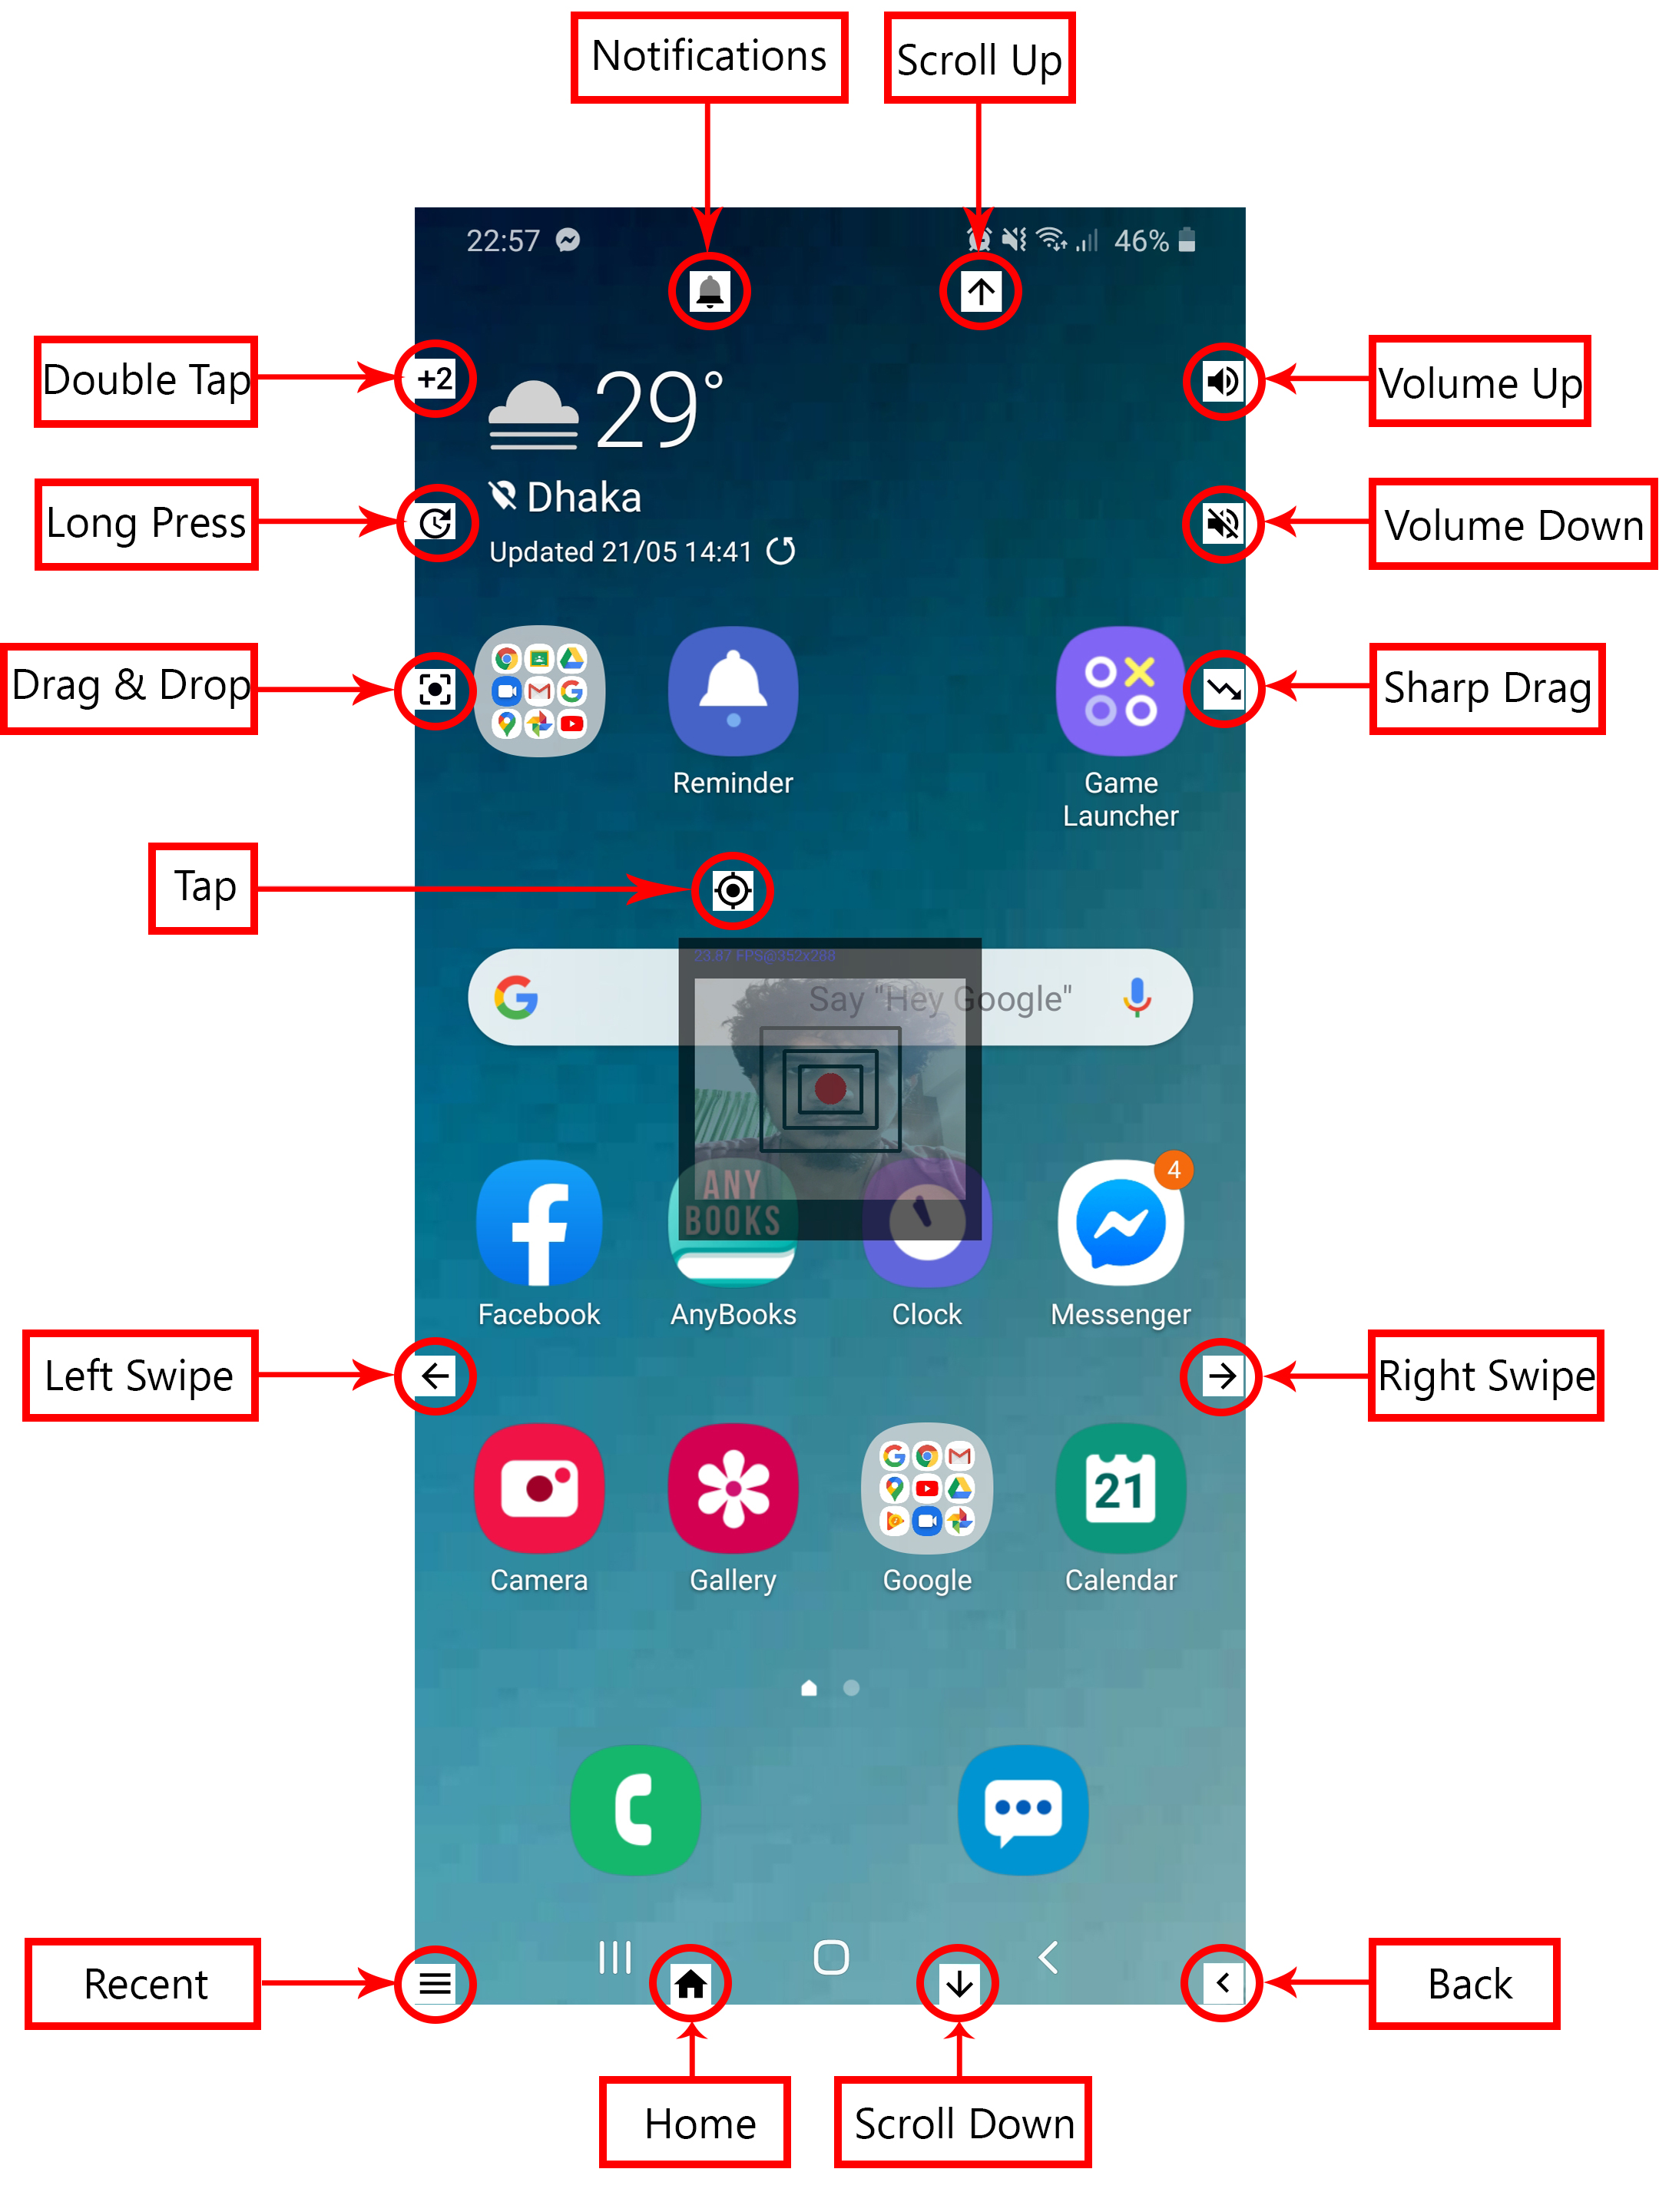 Notifications
Scroll Up
22:57
46%
Double Tap
+2
29°
Volume Up
Long Press
Dhaka
Updated 21/05 14:41
Volume Down
Drag & Drop
Sharp Drag
Reminder
Game
Launcher
Tap
23.87 FPS@352x288
Say "Hey Google"
4
ANY
BOOKS
Facebook
AnyBooks
Clock
Messenger
Left Swipe
Right Swipe
21
Camera
Gallery
Google
Calendar
Recent
Back
Home
Scroll Down